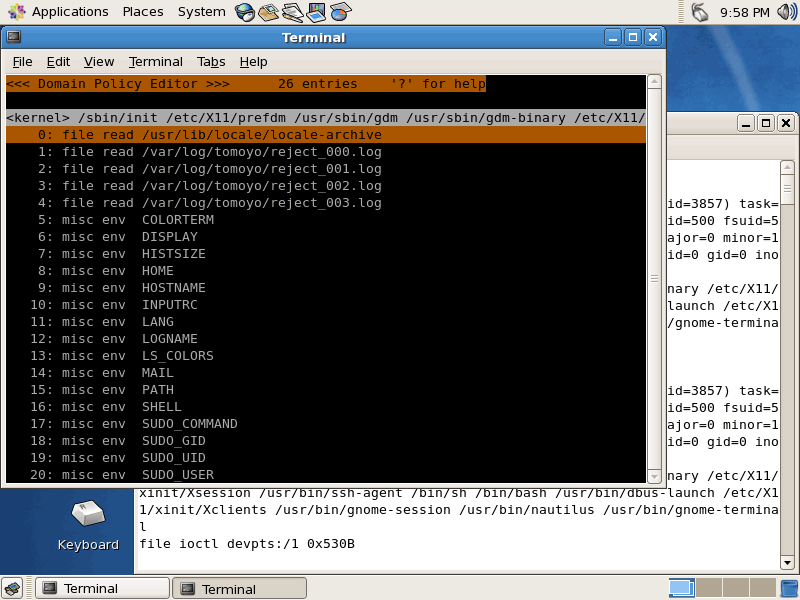 Applications Places System 9:58 PM
Terminal
File Edit View Terminal Tabs Help
<<< Domain Policy Editor >>> 26 entries '?' for help
<kernel> /sbin/init /etc/X11/prefdm /usr/sbin/gdm /usr/sbin/gdm-binary /etc/X11/
0: file read /usr/lib/locale/locale-archive
1: file read /var/log/tomoyo/reject_000.log
2: file read /var/log/tomoyo/reject_001.log
3: file read /var/log/tomoyo/reject_002.log
4: file read /var/log/tomoyo/reject_003.log
5: misc env COLORTERM
6: misc env DISPLAY
7: misc env HISTSIZE
8: misc env HOME
9: misc env HOSTNAME
10: misc env INPUTRC
11: misc env LANG
12: misc env LOGNAME
13: misc env LS_COLORS
14: misc env MAIL
15: misc env PATH
16: misc env SHELL
17: misc env SUDO_COMMAND
18: misc env SUDO_GID
19: misc env SUDO_UID
20: misc env SUDO_USER
id=3857) task=
id=500 fsuid=5
ajor=0 minor=1
id=0 gid=0 ino
nary /etc/X11/
launch /etc/X1
/gnome-termina
id=3857) task=
id=500 fsuid=5
ajor=0 minor=1
id=0 gid=0 ino
nary /etc/X11/
xinit/Xsession /usr/bin/ssh-agent /bin/sh /bin/bash /usr/bin/dbus-launch /etc/X1
1/xinit/Xclients /usr/bin/gnome-session /usr/bin/nautilus /usr/bin/gnome-termina
l
file ioctl devpts:/1 0x530B
Keyboard
Terminal Terminal